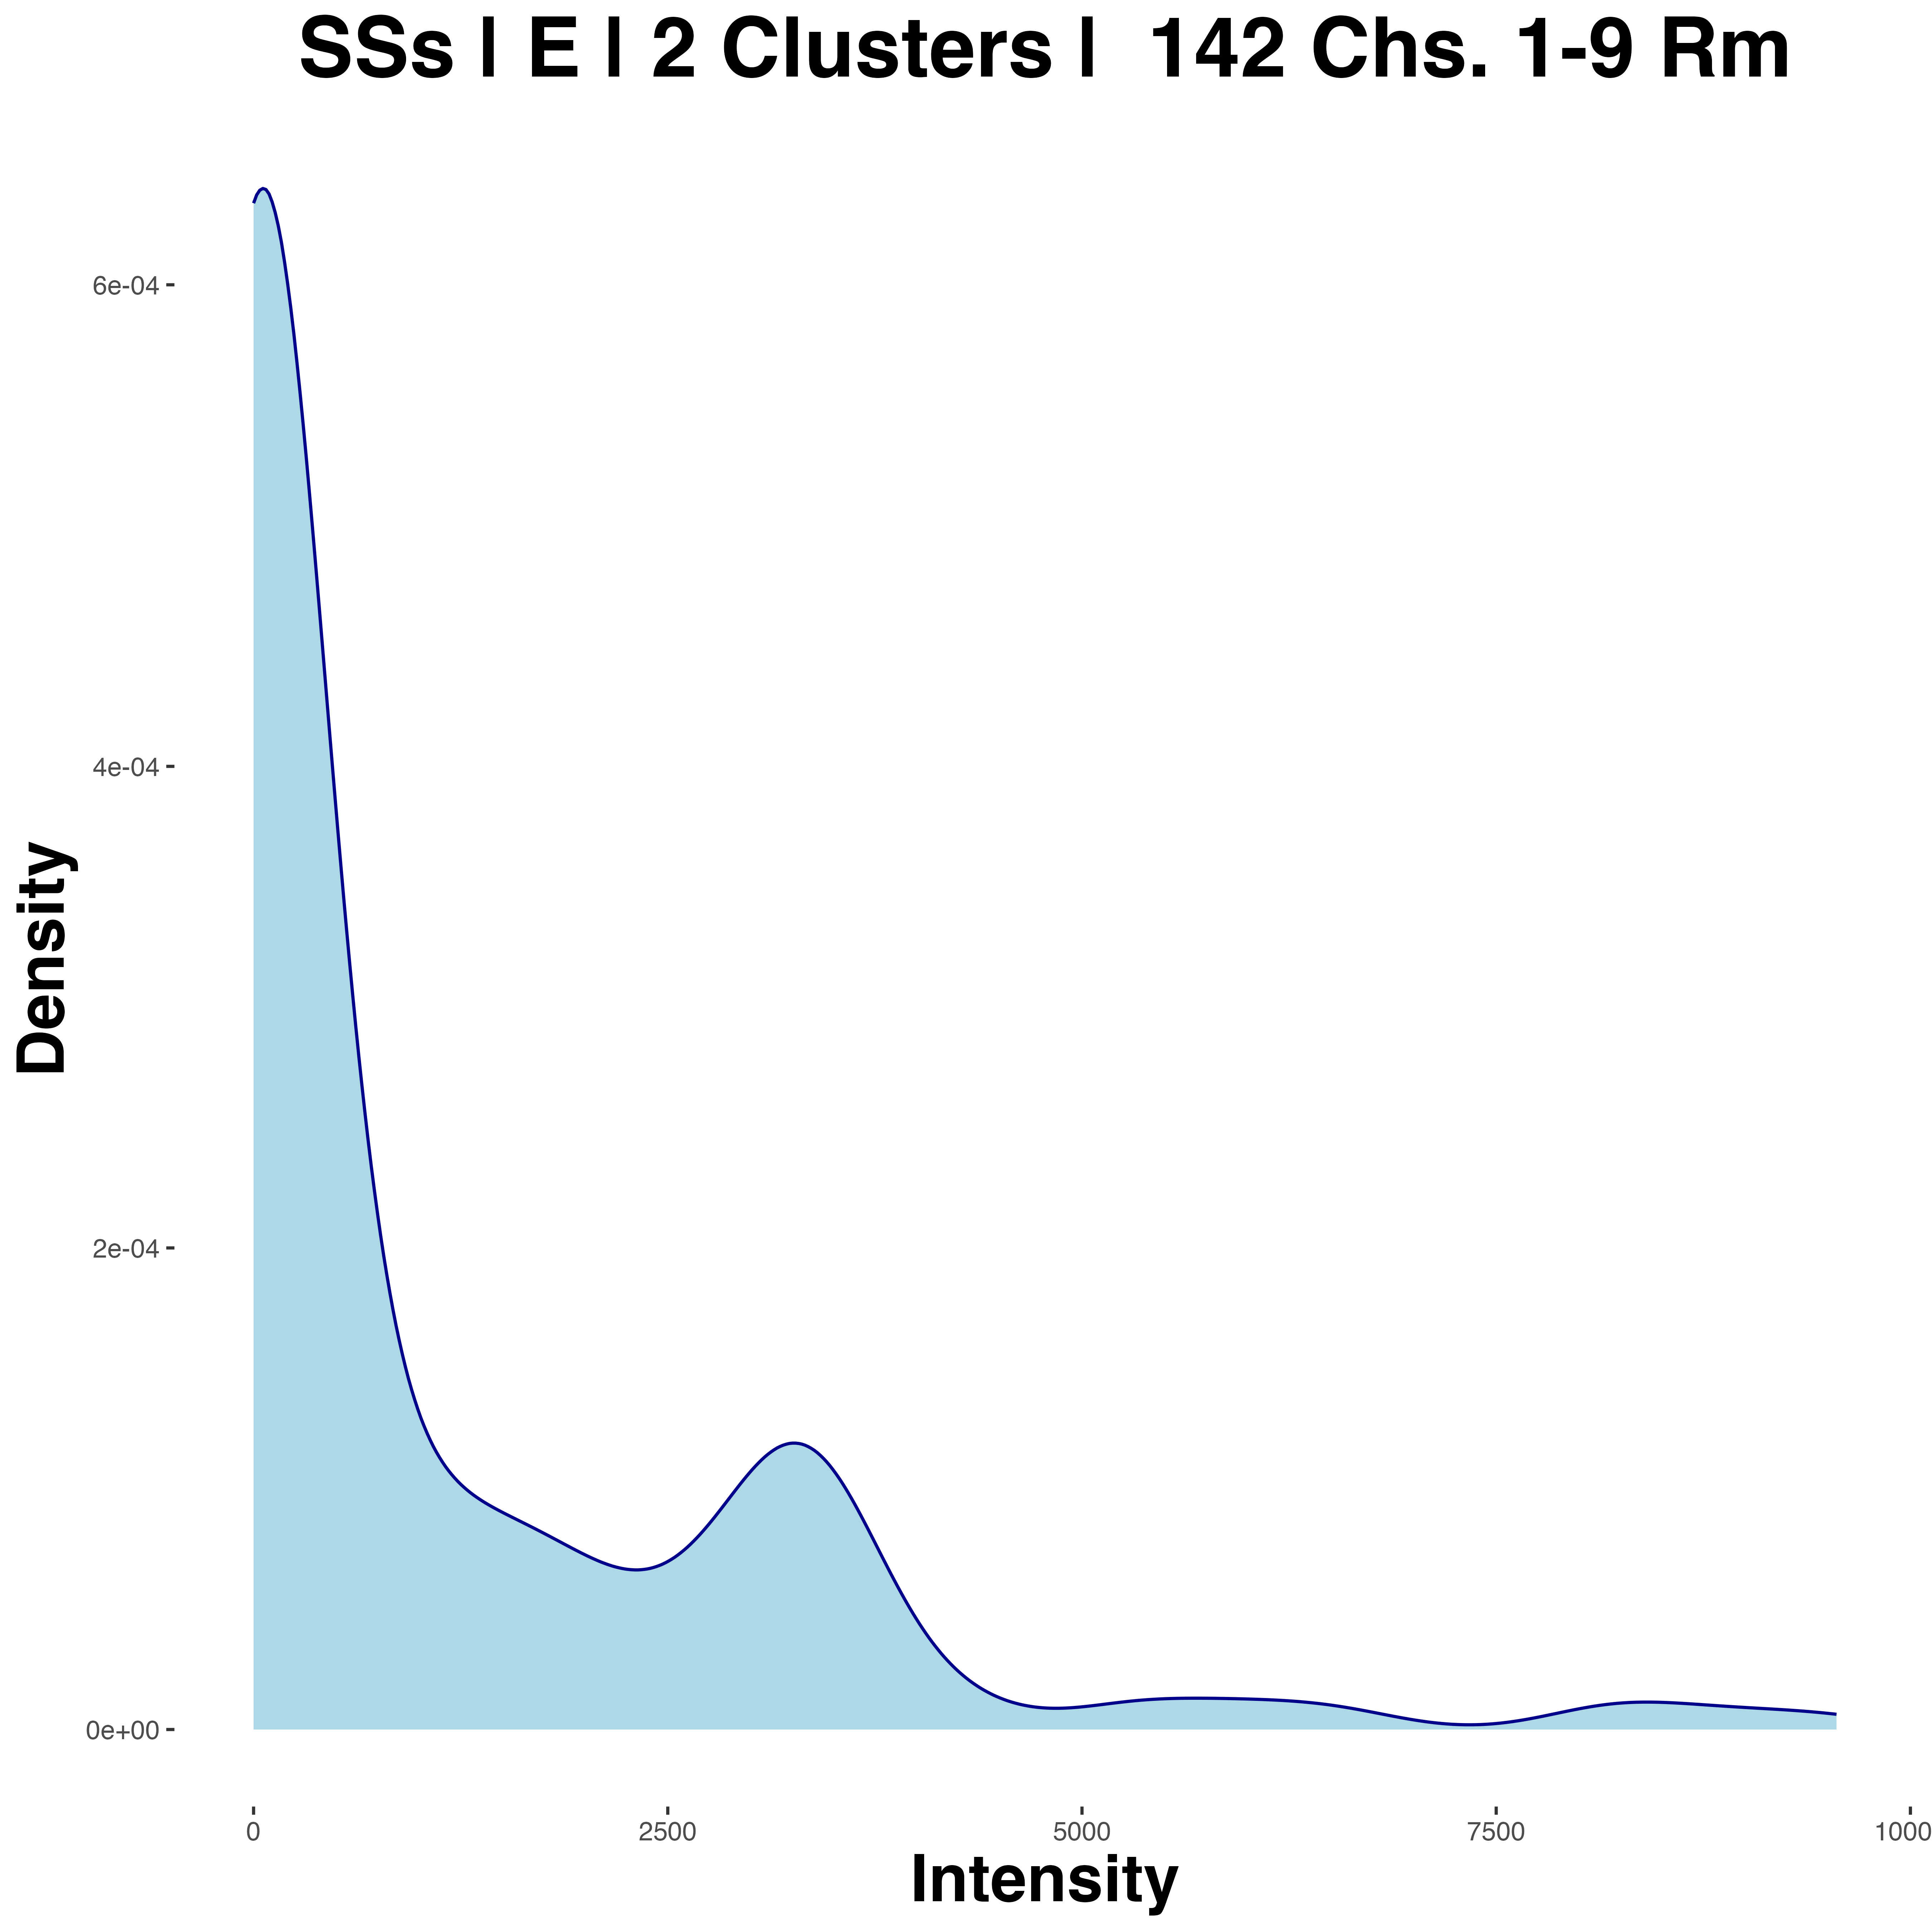 SSs | E | 2 Clusters | 142 Chs. 1-9 Rm
6e-04
4e-04
Density
2e-04
0e+00
0 2500 5000 7500 1000
Intensity